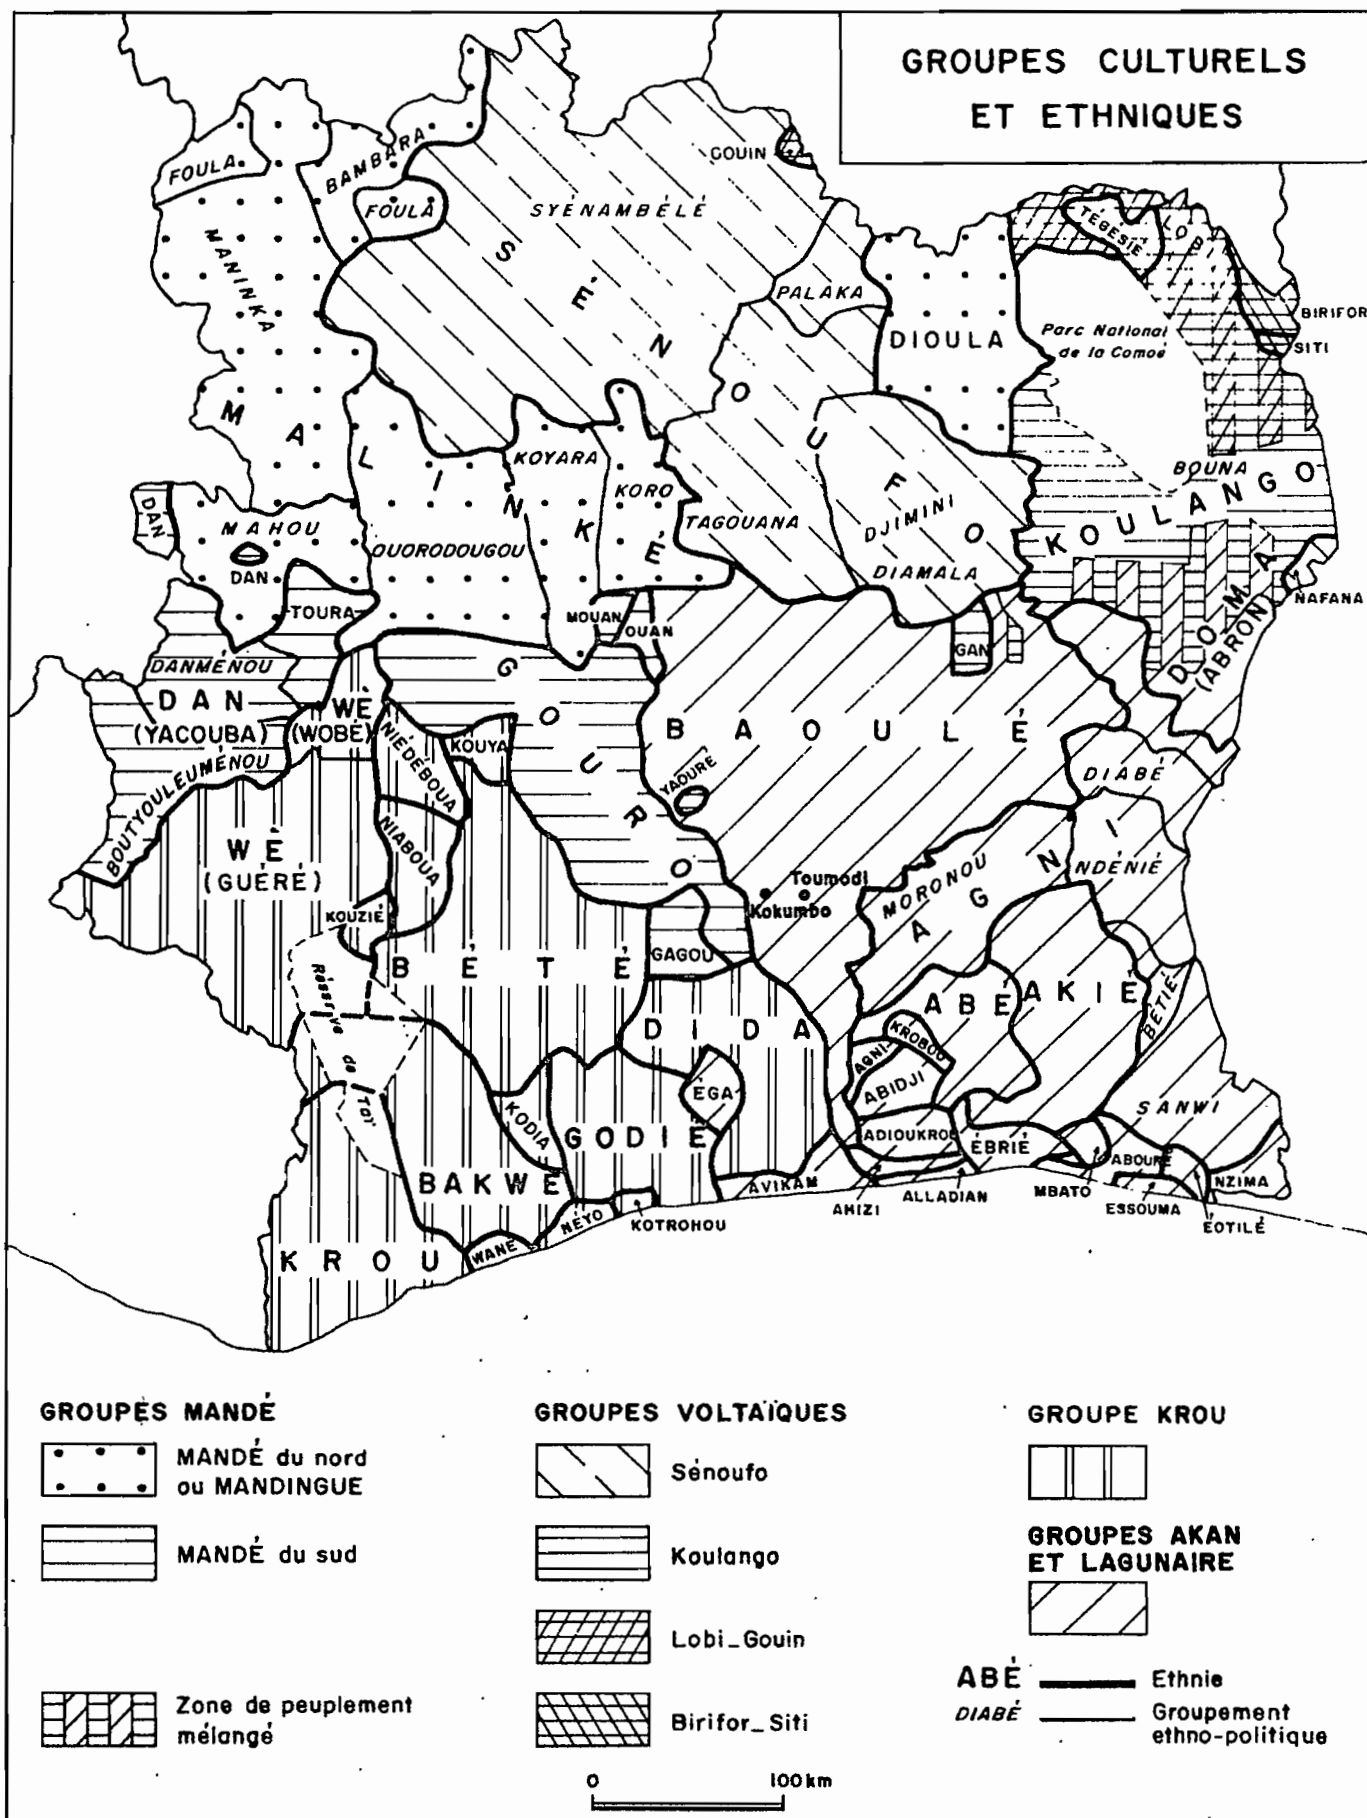 GROUPES CULTURELS
ET ETHNIQUES
GOUIN
FOULA
BAMBARA
FOULA
SYÉNAMBÉLÉ
MANINKA
SÉNOUFO
TÉGESIÉ
LOBI
PALAKA
DIOULA
Parc National
de la Comoé
BIRIFOR
SITI
MALINKÉ
KOYARA
KORO
BOUNA
KOULANGO
DAN
MAHOU
DAN
OUORODOUGOU
TAGOUANA
DJIMINI
DIAMALA
NAFANA
TOURA
MOUAN
OUAN
GAN
DOMA
(ABRON)
DANMÉNOU
DAN
(YACOUBA)
WÈ
(WOBÉ)
BOUTYOULEUMÉNOU
NIÉDÉBOUA
KOUYA
GOURO
BAOULÉ
YAOURÉ
DIABÉ
NIABOUA
WÈ
(GUÉRÉ)
KOUZIÉ
Toumodi
Kokumbo
MORONOU
AGNI
NDÉNIÉ
GAGOU
BÉTÉ
Réserve de Taï
DIDA
ABÉ
AKIÉ
BÉTIÉ
KROBOU
AGNI
ABIDJI
ÉGA
KODIA
GODIÉ
ADIOUKROU
ÉBRIÉ
SANWI
ABOURÉ
BAKWÉ
AVIKAM
AHIZI
ALLADIAN
MBATO
ESSOUMA
ÉOTILÉ
NZIMA
NÉYO
KOTROHOU
WANÉ
KROU
GROUPES MANDÉ
MANDÉ du nord
ou MANDINGUE
MANDÉ du sud
Zone de peuplement
mélangé
GROUPES VOLTAÏQUES
Sénoufo
Koulango
Lobi_Gouin
Birifor_Siti
GROUPE KROU
GROUPES AKAN
ET LAGUNAIRE
ABÉ Ethnie
DIABÉ Groupement
ethno-politique
0 100 km